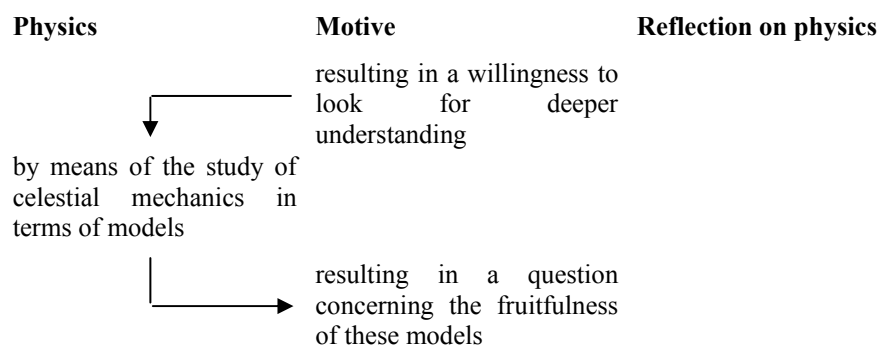 Physics Motive Reflection on physics
resulting in a willingness to
look for deeper
understanding
by means of the study of
celestial mechanics in
terms of models
resulting in a question
concerning the fruitfulness
of these models